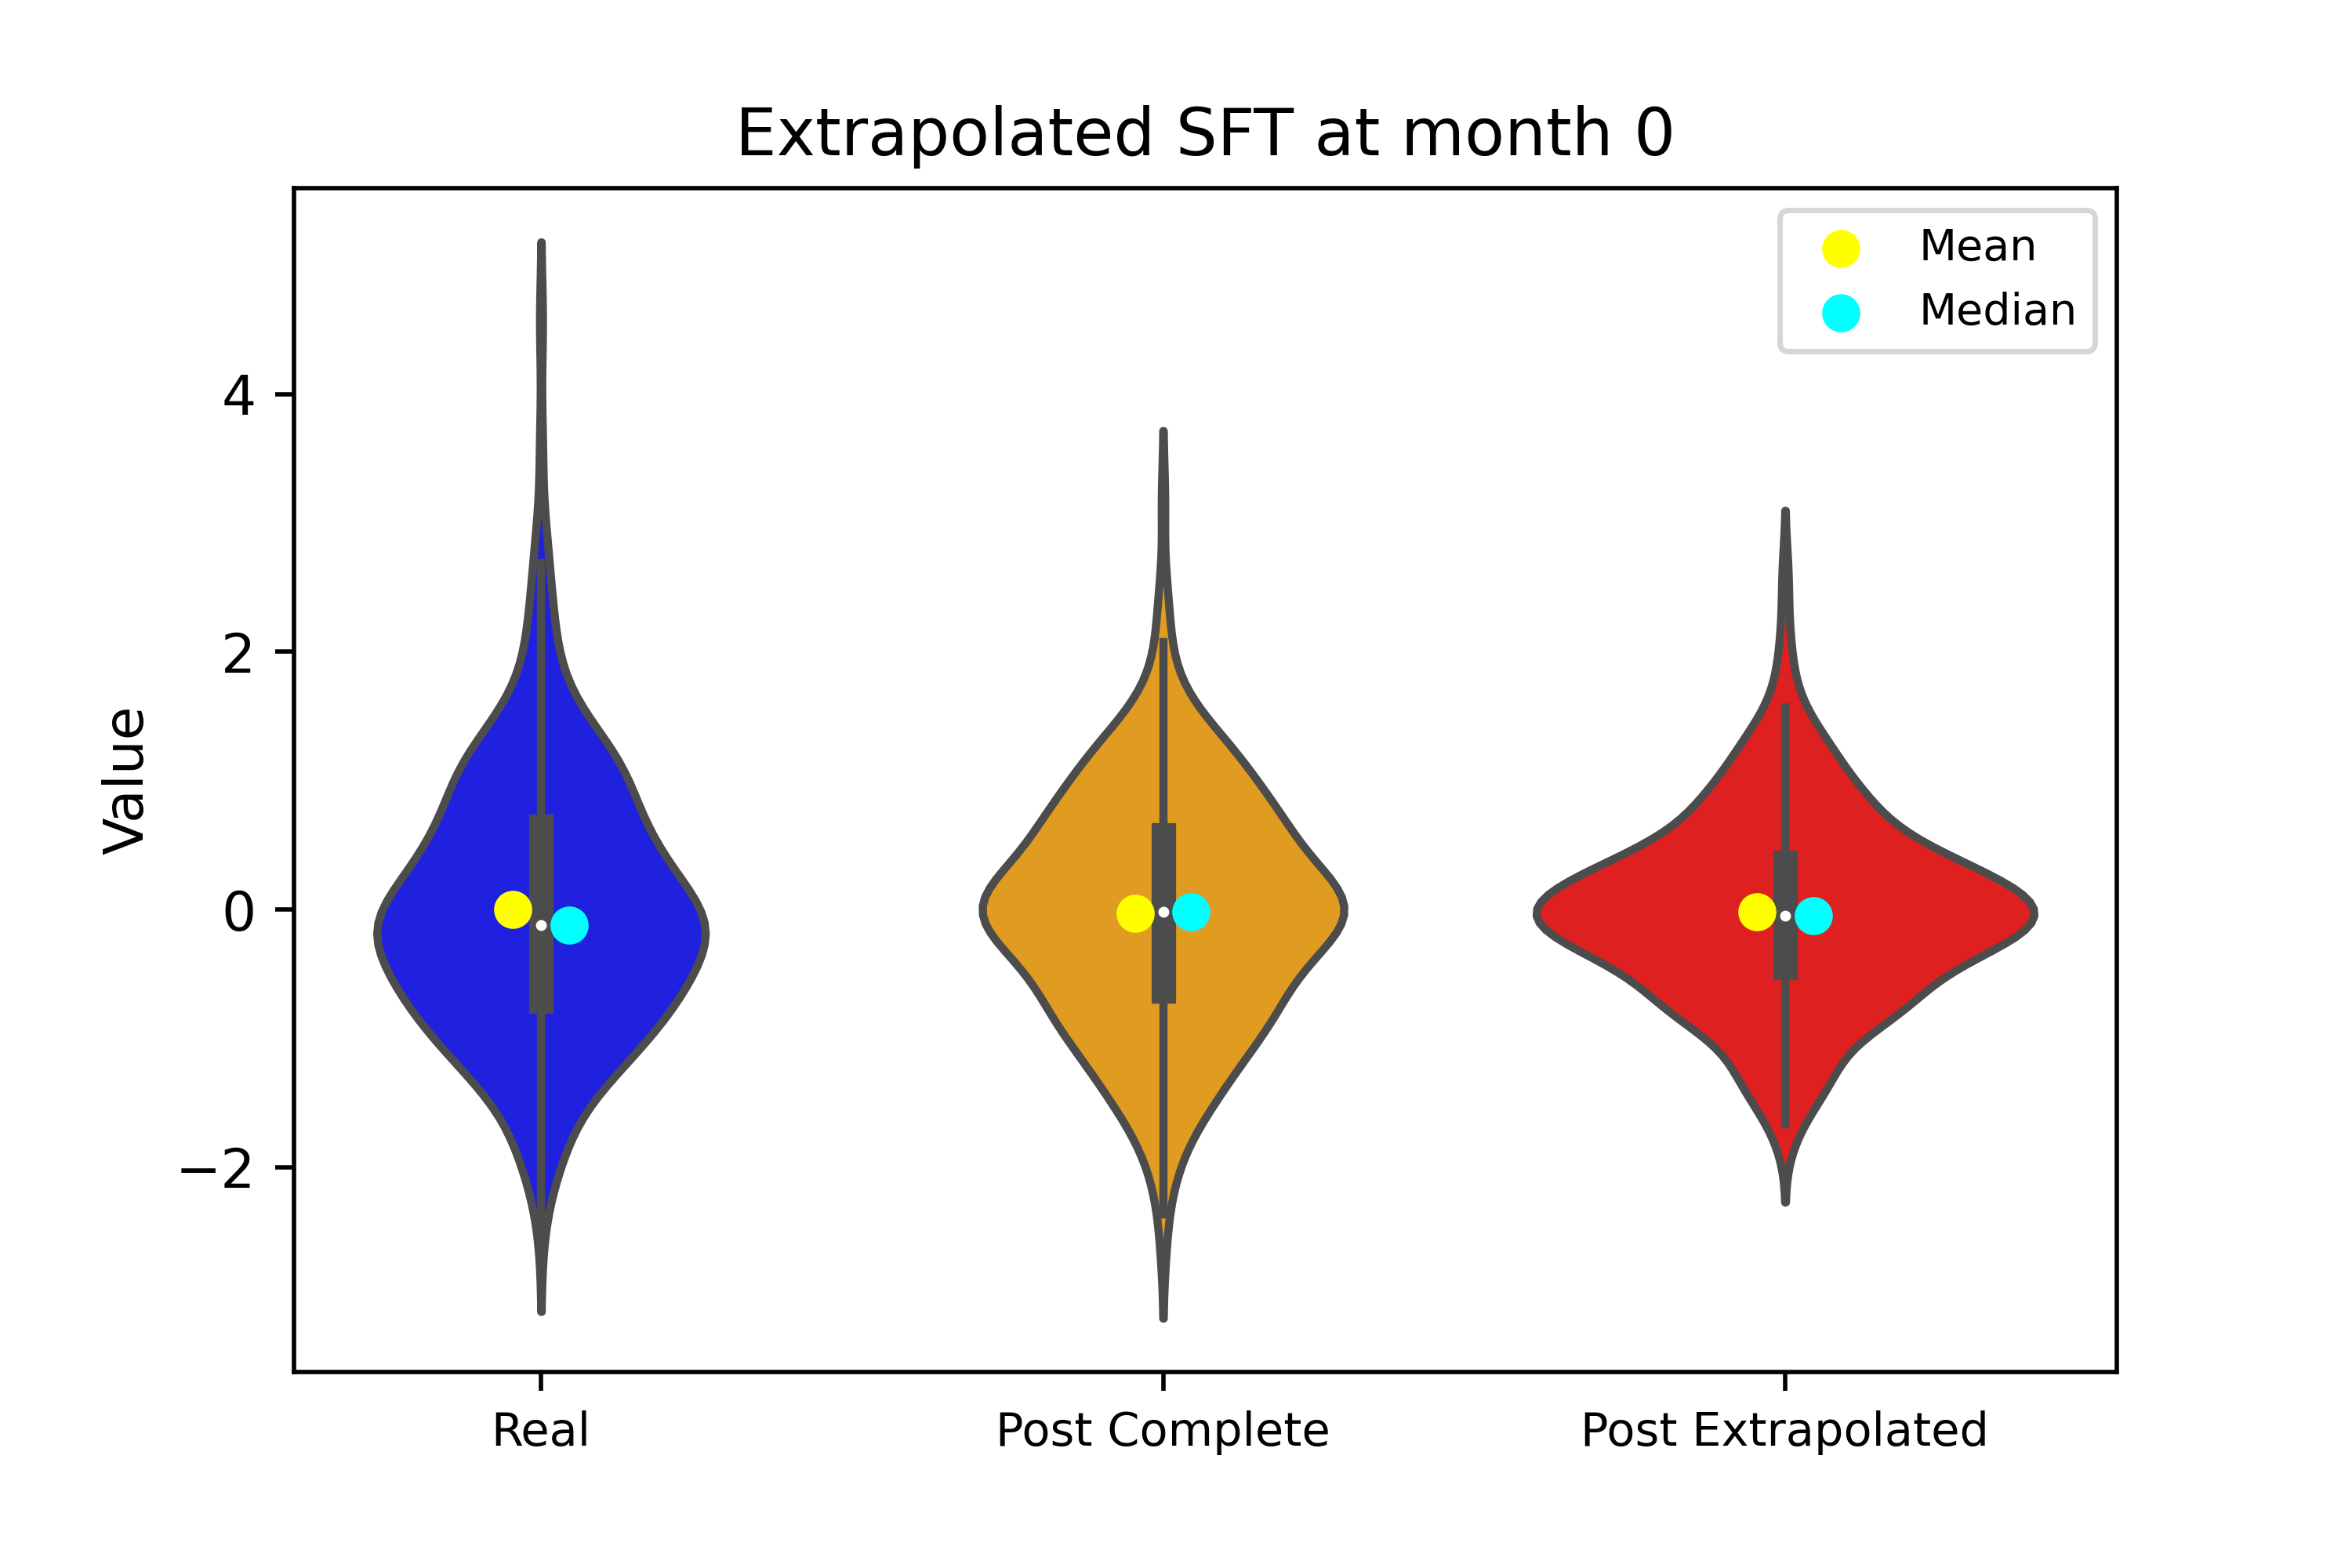 Extrapolated SFT at month 0
Mean
Median
4
2
0
−2
Value
Real
Post Complete
Post Extrapolated